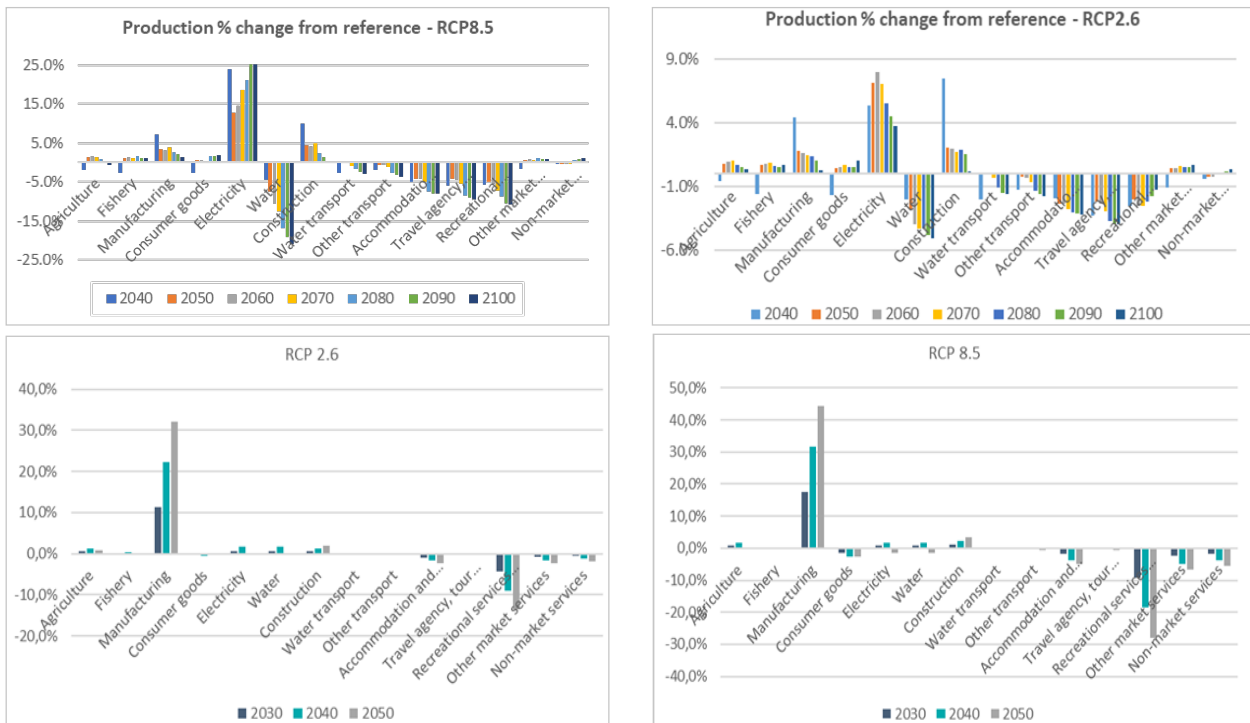 Production % change from reference - RCP8.5
25.0%
15.0%
5.0%
-5.0%
-15.0%
-25.0%
Agriculture
Fishery
Manufacturing
Consumer goods
Electricity
Water
Construction
Water transport
Other transport
Accommodation...
Travel agency,...
Recreational...
Other market...
Non-market...
2040 2050 2060 2070 2080 2090 2100
Production % change from reference - RCP2.6
9.0%
4.0%
-1.0%
-6.0%
Agriculture
Fishery
Manufacturing
Consumer goods
Electricity
Water
Construction
Water transport
Other transport
Accommodatio...
Travel agency...
Recreational...
Other market...
Non-market...
2040 2050 2060 2070 2080 2090 2100
RCP 2.6
40,0%
30,0%
20,0%
10,0%
0,0%
-10,0%
-20,0%
Agriculture
Fishery
Manufacturing
Consumer goods
Electricity
Water
Construction
Water transport
Other transport
Accommodation and...
Travel agency, tour...
Recreational services...
Other market services
Non-market services
2030 2040 2050
RCP 8.5
50,0%
40,0%
30,0%
20,0%
10,0%
0,0%
-10,0%
-20,0%
-30,0%
-40,0%
Agriculture
Fishery
Manufacturing
Consumer goods
Electricity
Water
Construction
Water transport
Other transport
Accommodation and...
Travel agency, tour...
Recreational services...
Other market services
Non-market services
2030 2040 2050